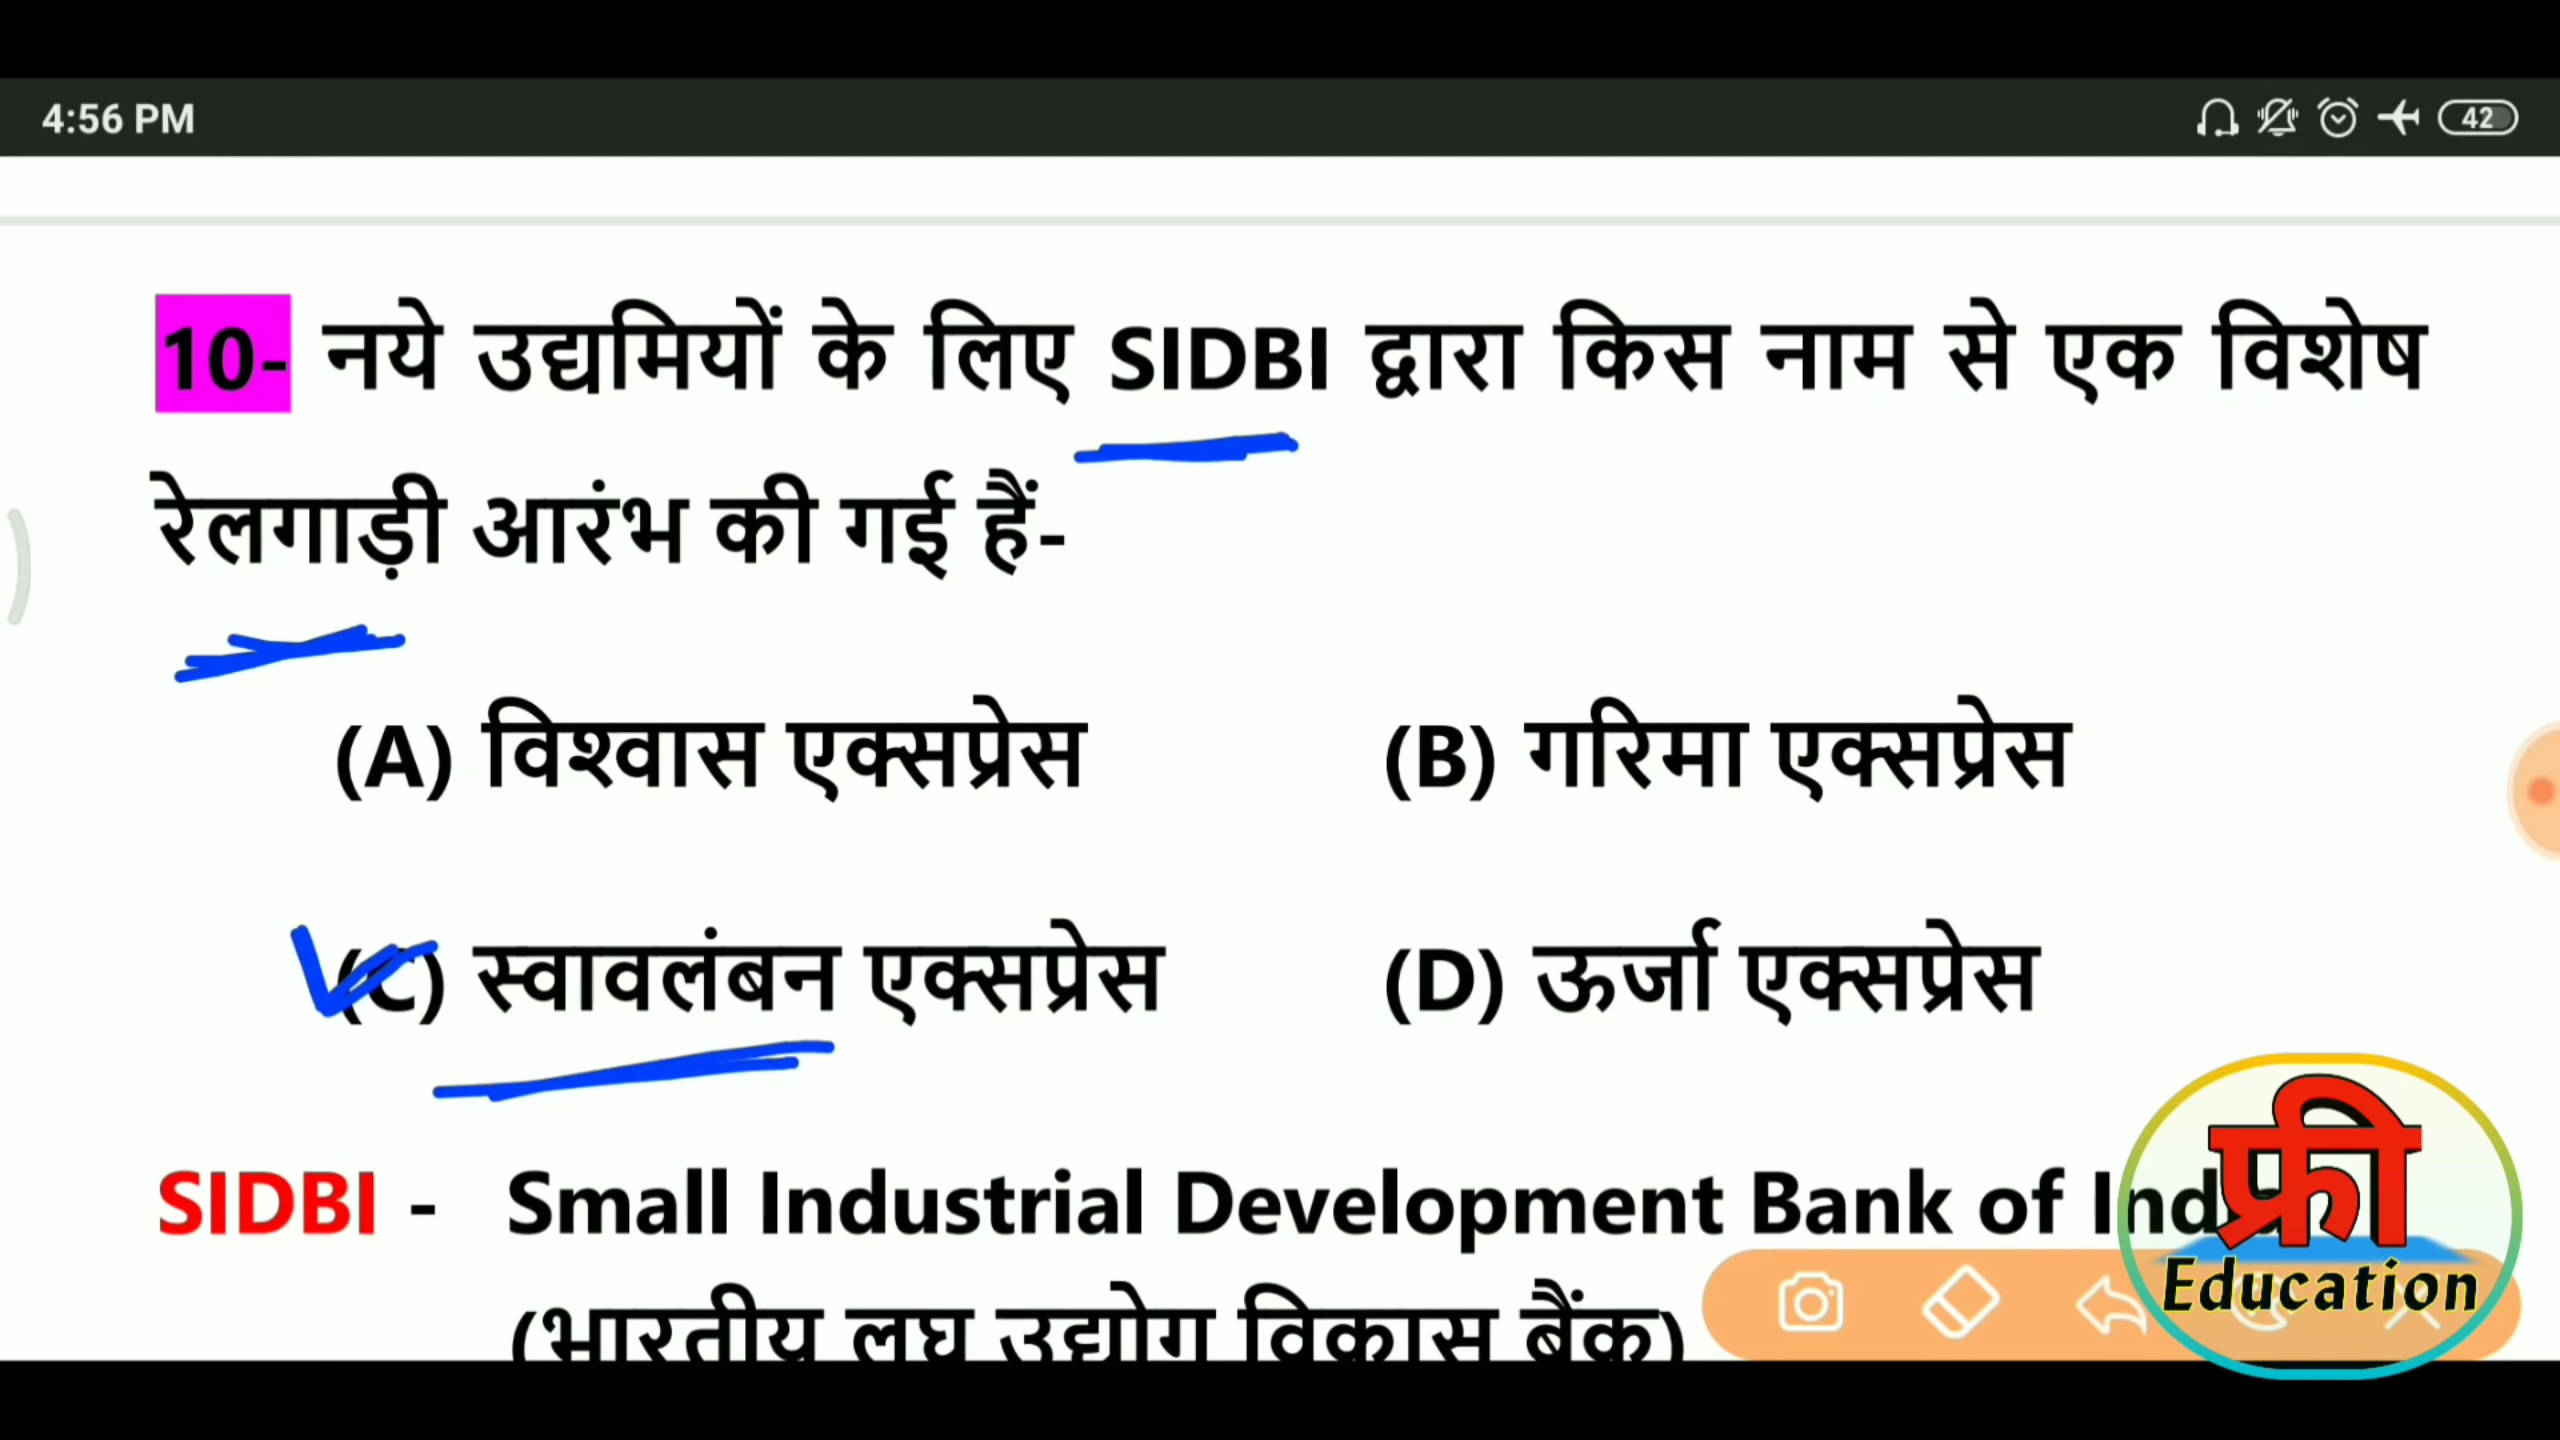 4:56 PM
42
10- नये उद्यमियों के लिए SIDBI द्वारा किस नाम से एक विशेष
रेलगाड़ी आरंभ की गई हैं-
(A) विश्वास एक्सप्रेस
(B) गरिमा एक्सप्रेस
(C) स्वावलंबन एक्सप्रेस
(D) ऊर्जा एक्सप्रेस
SIDBI - Small Industrial Development Bank of India
(भारतीय लघु उद्योग विकास बैंक)
फ्री
Education